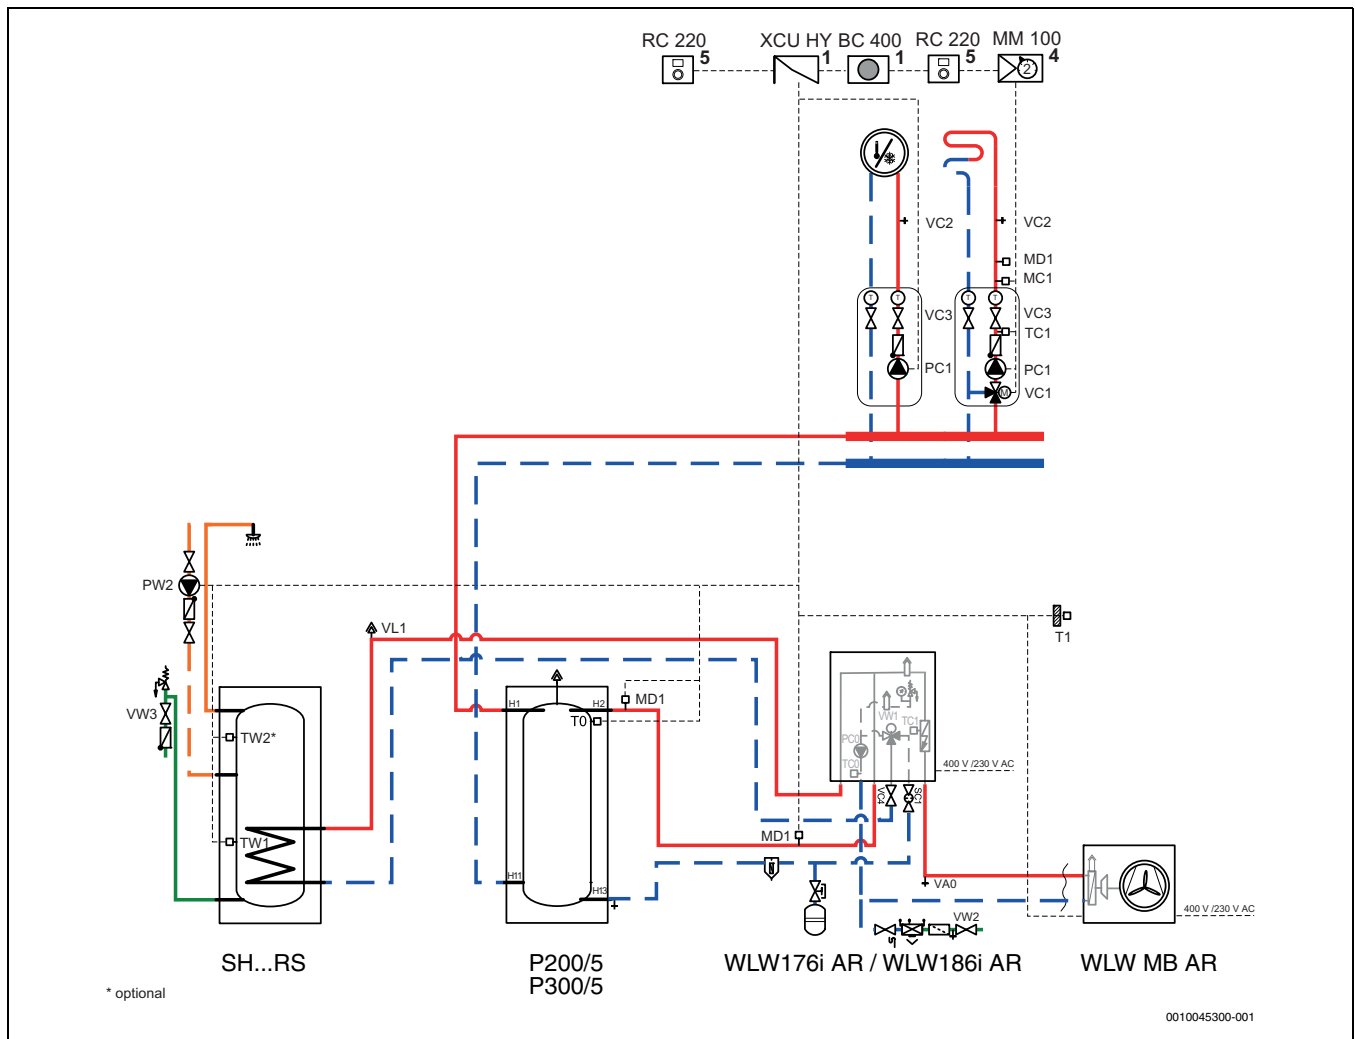 RC 220
5
XCU HY
1
BC 400
1
RC 220
5
MM 100
4
2
VC2
VC2
MD1
MC1
T
T
T
T
VC3
VC3
TC1
PC1
PC1
M
VC1
PW2
VL1
T1
VW3
TW2*
TW1
H1
H2
MD1
T0
H11
H13
VW1
TC1
PC0
TC0
400 V /230 V AC
VC4
SC1
MD1
VA0
400 V /230 V AC
VW2
SH...RS
P200/5
P300/5
WLW176i AR / WLW186i AR
WLW MB AR
* optional
0010045300-001